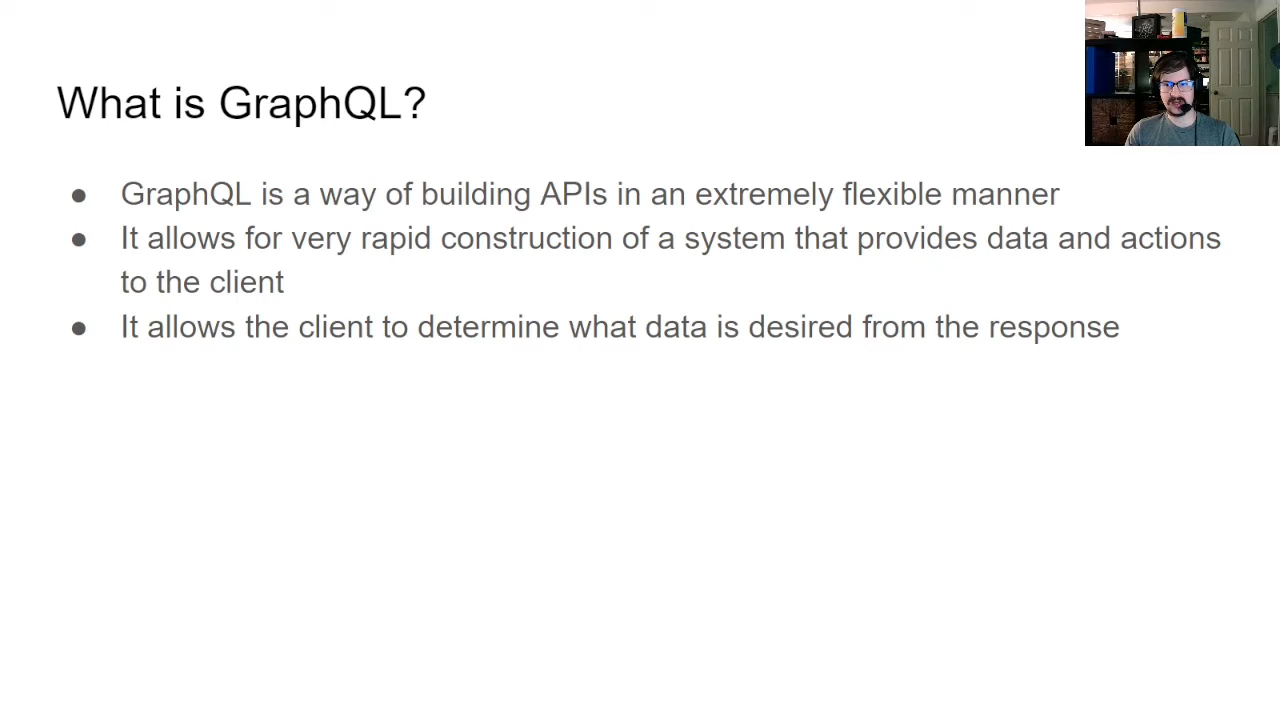 What is GraphQL?
● GraphQL is a way of building APIs in an extremely flexible manner
● It allows for very rapid construction of a system that provides data and actions
to the client
● It allows the client to determine what data is desired from the response